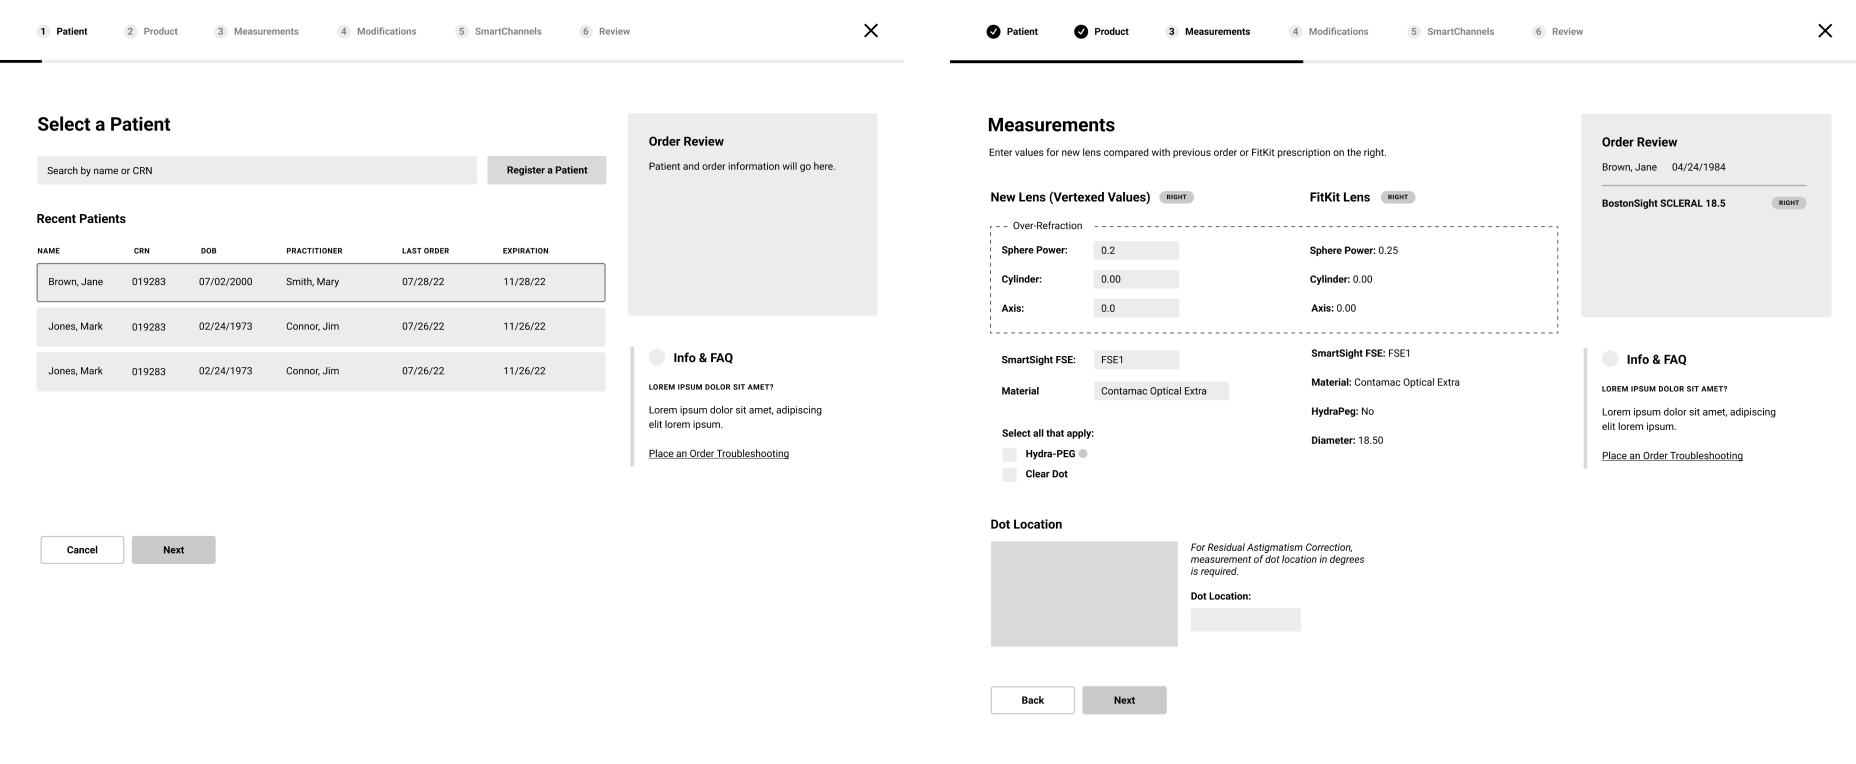 1 Patient 2 Product 3 Measurements 4 Modifications 5 SmartChannels 6 Review
Select a Patient
Search by name or CRN Register a Patient
Recent Patients
NAME CRN DOB PRACTITIONER LAST ORDER EXPIRATION
Brown, Jane 019283 07/02/2000 Smith, Mary 07/28/22 11/28/22
Jones, Mark 019283 02/24/1973 Connor, Jim 07/26/22 11/26/22
Jones, Mark 019283 02/24/1973 Connor, Jim 07/26/22 11/26/22
Cancel Next
Order Review
Patient and order information will go here.
Info & FAQ
LOREM IPSUM DOLOR SIT AMET?
Lorem ipsum dolor sit amet, adipiscing
elit lorem ipsum.
Place an Order Troubleshooting
Patient Product 3 Measurements 4 Modifications 5 SmartChannels 6 Review
Measurements
Enter values for new lens compared with previous order or FitKit prescription on the right.
New Lens (Vertexed Values) RIGHT
Over-Refraction
Sphere Power: 0.2
Cylinder: 0.00
Axis: 0.0
SmartSight FSE: FSE1
Material Contamac Optical Extra
Select all that apply:
Hydra-PEG
Clear Dot
FitKit Lens RIGHT
Sphere Power: 0.25
Cylinder: 0.00
Axis: 0.00
SmartSight FSE: FSE1
Material: Contamac Optical Extra
HydraPeg: No
Diameter: 18.50
Dot Location
For Residual Astigmatism Correction,
measurement of dot location in degrees
is required.
Dot Location:
Back Next
Order Review
Brown, Jane 04/24/1984
BostonSight SCLERAL 18.5 RIGHT
Info & FAQ
LOREM IPSUM DOLOR SIT AMET?
Lorem ipsum dolor sit amet, adipiscing
elit lorem ipsum.
Place an Order Troubleshooting